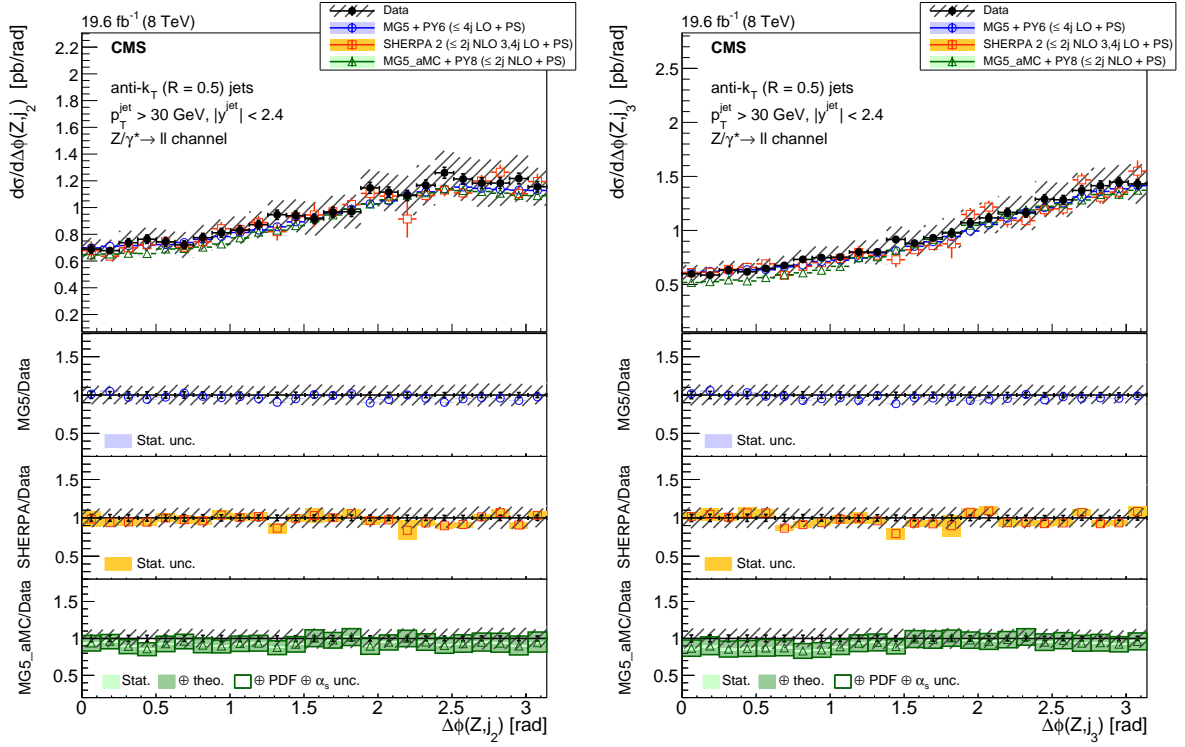 19.6 fb⁻¹ (8 TeV)
Data
MG5 + PY6 (≤ 4j LO + PS)
SHERPA 2 (≤ 2j NLO 3,4j LO + PS)
MG5_aMC + PY8 (≤ 2j NLO + PS)
CMS
anti-k_T (R = 0.5) jets
p_T^jet > 30 GeV, |y^jet| < 2.4
Z/γ* → ll channel
dσ/dΔϕ(Z,j₂) [pb/rad]
2.2
2
1.8
1.6
1.4
1.2
1
0.8
0.6
0.4
0.2
MG5/Data
1.5
1
0.5
Stat. unc.
SHERPA/Data
1.5
1
0.5
Stat. unc.
MG5_aMC/Data
1.5
1
0.5
Stat. ⊕ theo. ⊕ PDF ⊕ α_s unc.
0 0.5 1 1.5 2 2.5 3
Δϕ(Z,j₂) [rad]
19.6 fb⁻¹ (8 TeV)
Data
MG5 + PY6 (≤ 4j LO + PS)
SHERPA 2 (≤ 2j NLO 3,4j LO + PS)
MG5_aMC + PY8 (≤ 2j NLO + PS)
CMS
anti-k_T (R = 0.5) jets
p_T^jet > 30 GeV, |y^jet| < 2.4
Z/γ* → ll channel
dσ/dΔϕ(Z,j₃) [pb/rad]
2.5
2
1.5
1
0.5
MG5/Data
1.5
1
0.5
Stat. unc.
SHERPA/Data
1.5
1
0.5
Stat. unc.
MG5_aMC/Data
1.5
1
0.5
Stat. ⊕ theo. ⊕ PDF ⊕ α_s unc.
0 0.5 1 1.5 2 2.5 3
Δϕ(Z,j₃) [rad]